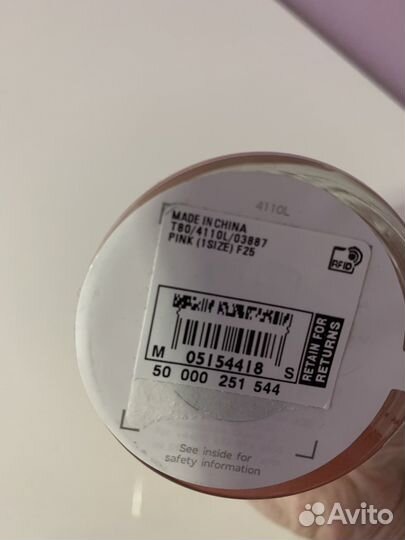 4110L
MADE IN CHINA
T80/4110L/03887
PINK (1SIZE) F25
RFID
M 05154418 S
50 000 251 544
RETAIN FOR
RETURNS
See inside for
safety information
Avito